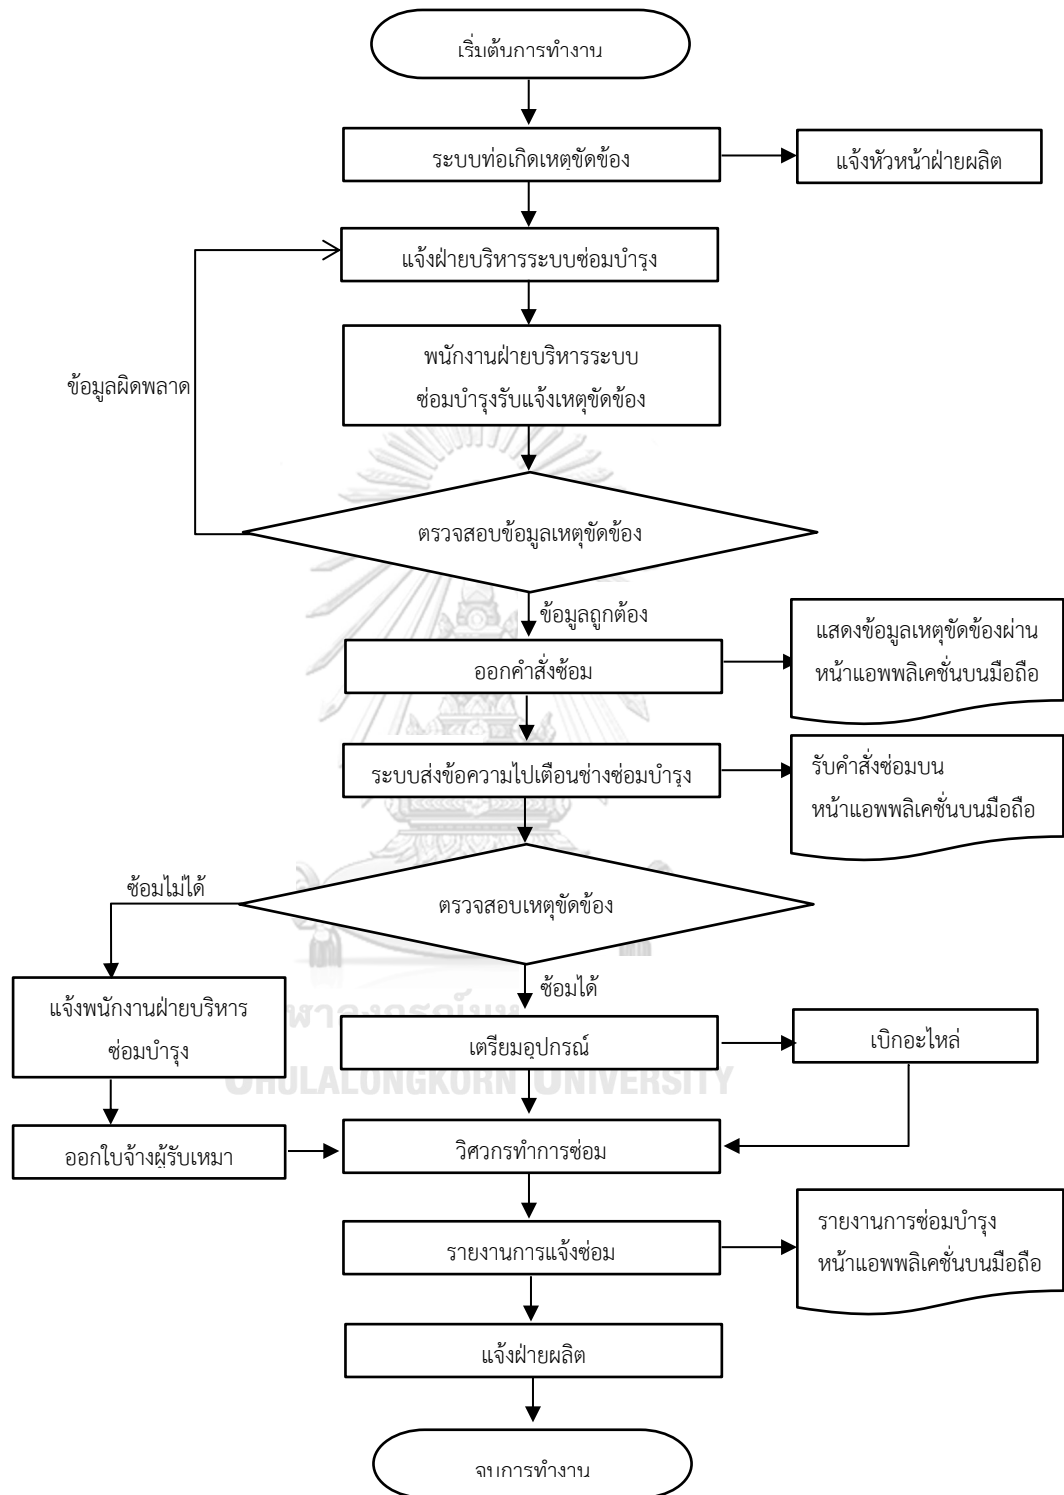 เริ่มต้นการทำงาน
ระบบท่อเกิดเหตุขัดข้อง
แจ้งหัวหน้าฝ่ายผลิต
แจ้งฝ่ายบริหารระบบซ่อมบำรุง
พนักงานฝ่ายบริหารระบบ
ซ่อมบำรุงรับแจ้งเหตุขัดข้อง
ข้อมูลผิดพลาด
ตรวจสอบข้อมูลเหตุขัดข้อง
ข้อมูลถูกต้อง
ออกคำสั่งซ้อม
แสดงข้อมูลเหตุขัดข้องผ่าน
หน้าแอพพลิเคชั่นบนมือถือ
ระบบส่งข้อความไปเตือนช่างซ่อมบำรุง
รับคำสั่งซ่อมบน
หน้าแอพพลิเคชั่นบนมือถือ
ซ้อมไม่ได้
ตรวจสอบเหตุขัดข้อง
ซ้อมได้
แจ้งพนักงานฝ่ายบริหาร
ซ่อมบำรุง
เตรียมอุปกรณ์
เบิกอะไหล่
CHULALONGKORN UNIVERSITY
ออกใบจ้างผู้รับเหมา
วิศวกรทำการซ่อม
รายงานการแจ้งซ่อม
รายงานการซ่อมบำรุง
หน้าแอพพลิเคชั่นบนมือถือ
แจ้งฝ่ายผลิต
จบการทำงาน